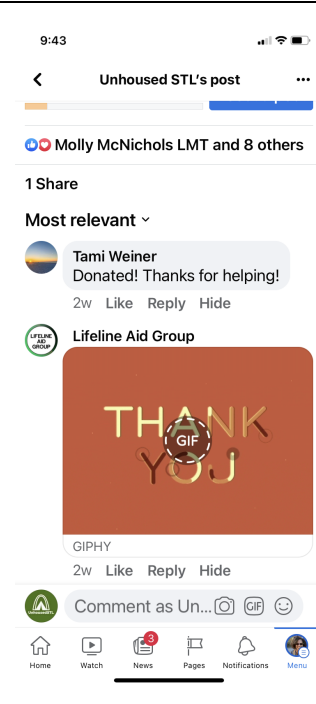 9:43
Unhoused STL's post
Molly McNichols LMT and 8 others
1 Share
Most relevant
Tami Weiner
Donated! Thanks for helping!
2w Like Reply Hide
LIFELINE
AID
GROUP
Lifeline Aid Group
THANK
YOU
GIF
GIPHY
2w Like Reply Hide
UnhousedSTL
Comment as Un...
GIF
3
Home Watch News Pages Notifications Menu